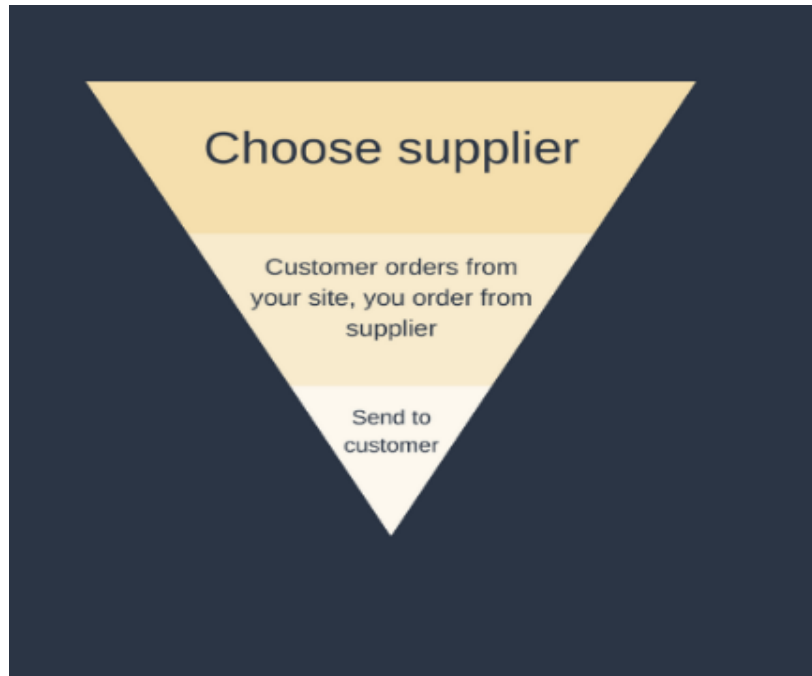 Choose supplier
Customer orders from
your site, you order from
supplier
Send to
customer